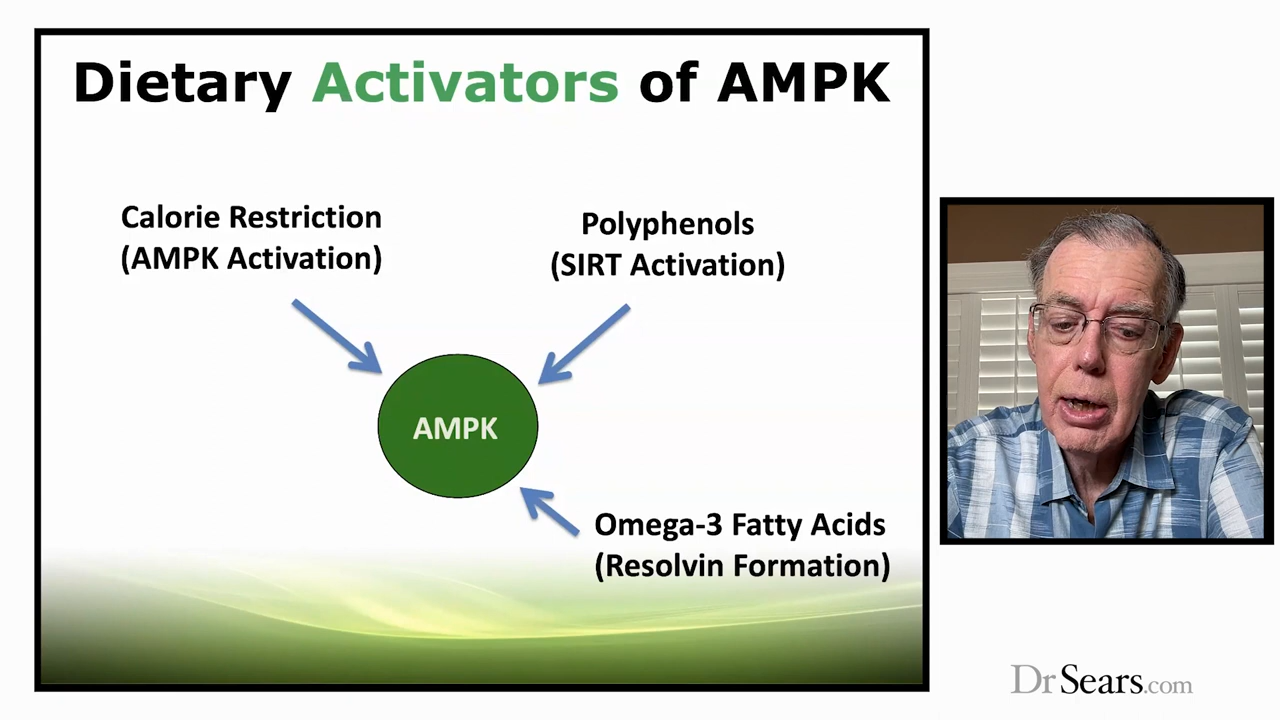 Dietary Activators of AMPK
Calorie Restriction
(AMPK Activation)
Polyphenols
(SIRT Activation)
AMPK
Omega-3 Fatty Acids
(Resolvin Formation)
DrSears.com